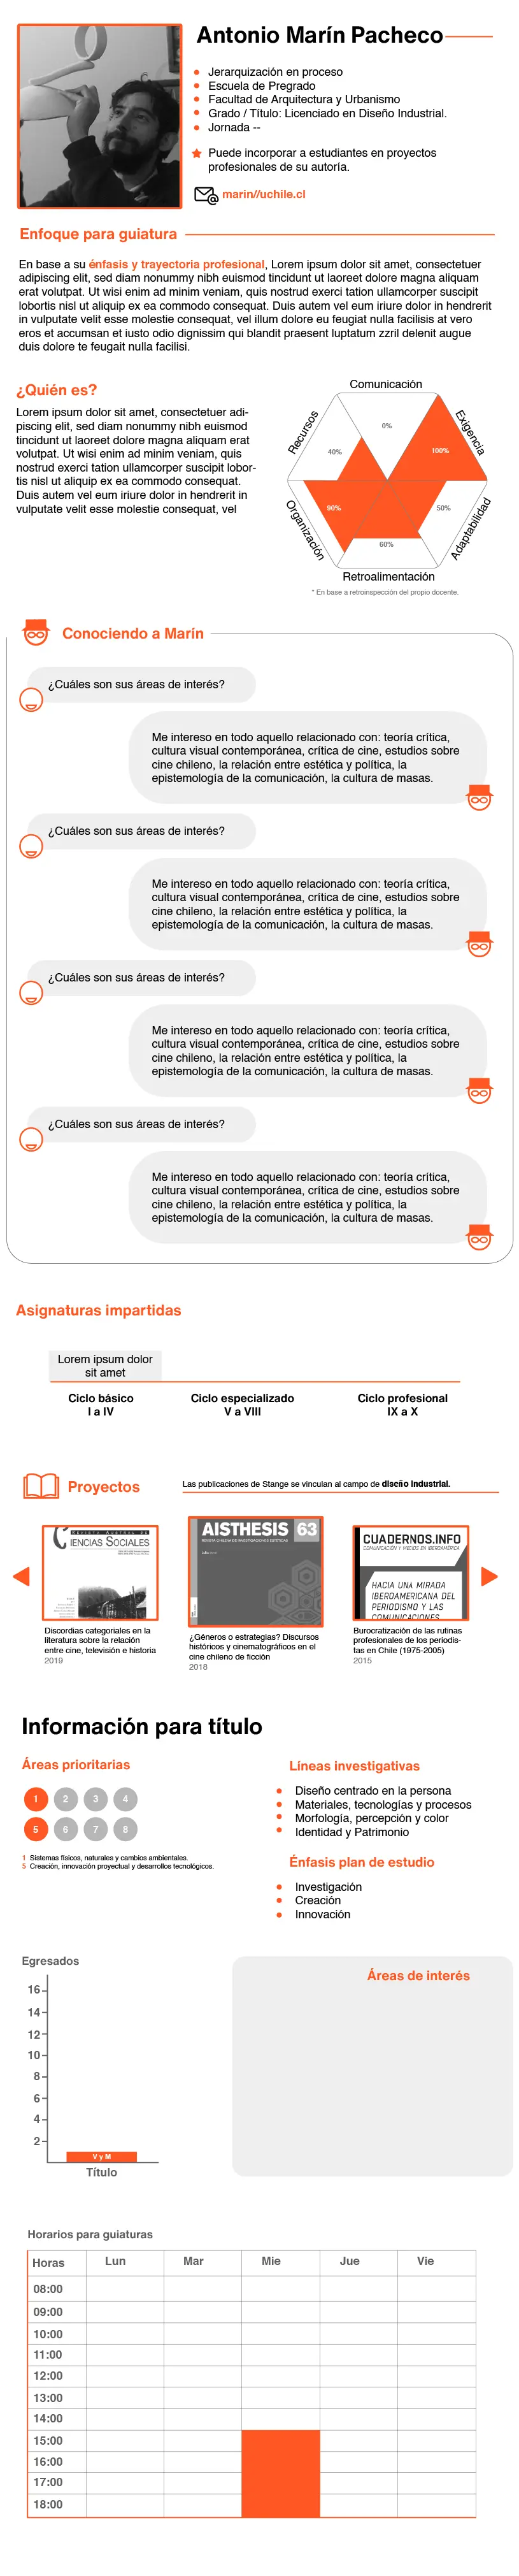 Antonio Marín Pacheco
Jerarquización en proceso
Escuela de Pregrado
Facultad de Arquitectura y Urbanismo
Grado / Título: Licenciado en Diseño Industrial.
Jornada --
Puede incorporar a estudiantes en proyectos
profesionales de su autoría.
marin//uchile.cl
Enfoque para guiatura
En base a su énfasis y trayectoria profesional, Lorem ipsum dolor sit amet, consectetuer
adipiscing elit, sed diam nonummy nibh euismod tincidunt ut laoreet dolore magna aliquam
erat volutpat. Ut wisi enim ad minim veniam, quis nostrud exerci tation ullamcorper suscipit
lobortis nisl ut aliquip ex ea commodo consequat. Duis autem vel eum iriure dolor in hendrerit
in vulputate velit esse molestie consequat, vel illum dolore eu feugiat nulla facilisis at vero
eros et accumsan et iusto odio dignissim qui blandit praesent luptatum zzril delenit augue
duis dolore te feugait nulla facilisi.
¿Quién es?
Lorem ipsum dolor sit amet, consectetuer adi-
piscing elit, sed diam nonummy nibh euismod
tincidunt ut laoreet dolore magna aliquam erat
volutpat. Ut wisi enim ad minim veniam, quis
nostrud exerci tation ullamcorper suscipit lobor-
tis nisl ut aliquip ex ea commodo consequat.
Duis autem vel eum iriure dolor in hendrerit in
vulputate velit esse molestie consequat, vel
Comunicación
Recursos
Exigencia
0%
40%
100%
90%
50%
60%
Organización
Adaptabilidad
Retroalimentación
* En base a retroinspección del propio docente.
Conociendo a Marín
¿Cuáles son sus áreas de interés?
Me intereso en todo aquello relacionado con: teoría crítica,
cultura visual contemporánea, crítica de cine, estudios sobre
cine chileno, la relación entre estética y política, la
epistemología de la comunicación, la cultura de masas.
¿Cuáles son sus áreas de interés?
Me intereso en todo aquello relacionado con: teoría crítica,
cultura visual contemporánea, crítica de cine, estudios sobre
cine chileno, la relación entre estética y política, la
epistemología de la comunicación, la cultura de masas.
¿Cuáles son sus áreas de interés?
Me intereso en todo aquello relacionado con: teoría crítica,
cultura visual contemporánea, crítica de cine, estudios sobre
cine chileno, la relación entre estética y política, la
epistemología de la comunicación, la cultura de masas.
¿Cuáles son sus áreas de interés?
Me intereso en todo aquello relacionado con: teoría crítica,
cultura visual contemporánea, crítica de cine, estudios sobre
cine chileno, la relación entre estética y política, la
epistemología de la comunicación, la cultura de masas.
Asignaturas impartidas
Lorem ipsum dolor
sit amet
Ciclo básico
I a IV
Ciclo especializado
V a VIII
Ciclo profesional
IX a X
Proyectos
Las publicaciones de Stange se vinculan al campo de diseño industrial.
CIENCIAS SOCIALES
AISTHESIS 63
CUADERNOS.INFO
COMUNICACIÓN Y MEDIOS EN IBEROAMÉRICA
HACIA UNA MIRADA
IBEROAMERICANA DEL
PERIODISMO Y LAS
COMUNICACIONES
Discordias categoriales en la
literatura sobre la relación
entre cine, televisión e historia
2019
¿Géneros o estrategias? Discursos
históricos y cinematográficos en el
cine chileno de ficción
2018
Burocratización de las rutinas
profesionales de los periodis-
tas en Chile (1975-2005)
2015
Información para título
Áreas prioritarias
1 2 3 4
5 6 7 8
1 Sistemas físicos, naturales y cambios ambientales.
5 Creación, innovación proyectual y desarrollos tecnológicos.
Líneas investigativas
Diseño centrado en la persona
Materiales, tecnologías y procesos
Morfología, percepción y color
Identidad y Patrimonio
Énfasis plan de estudio
Investigación
Creación
Innovación
Egresados
16
14
12
10
8
6
4
2
V y M
Título
Áreas de interés
Horarios para guiaturas
Horas Lun Mar Mie Jue Vie
08:00
09:00
10:00
11:00
12:00
13:00
14:00
15:00
16:00
17:00
18:00